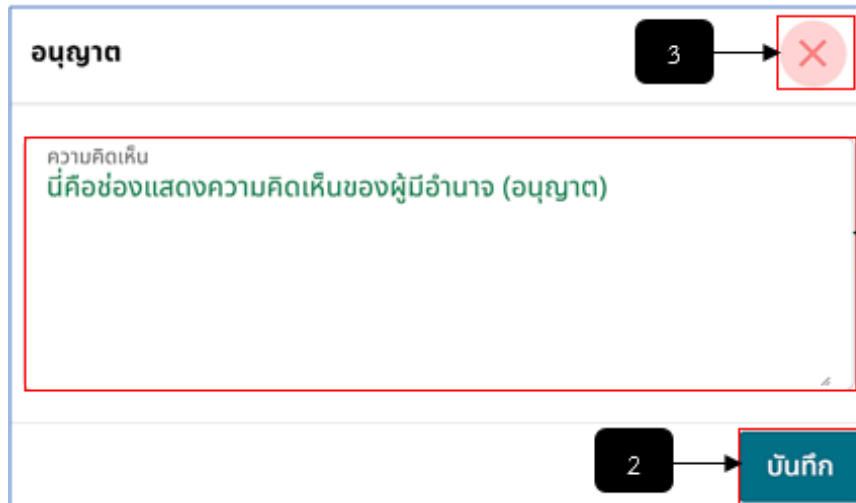 อนุญาต
3
ความคิดเห็น
นี่คือช่องแสดงความคิดเห็นของผู้มีอำนาจ (อนุญาต)
2
บันทึก